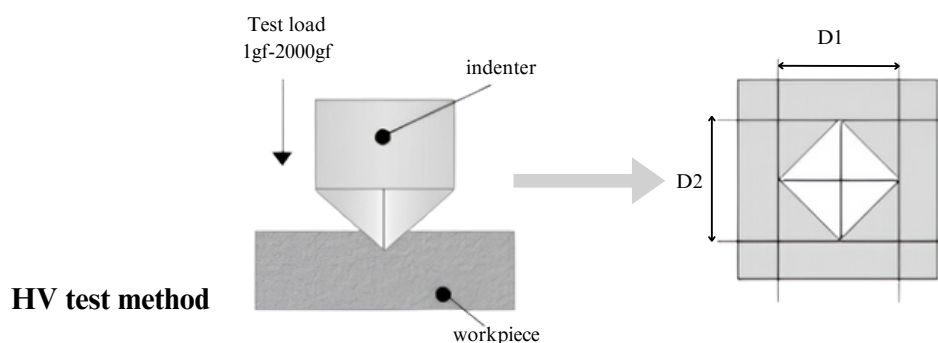 Test load
1gf-2000gf
indenter
D1
D2
HV test method
workpiece